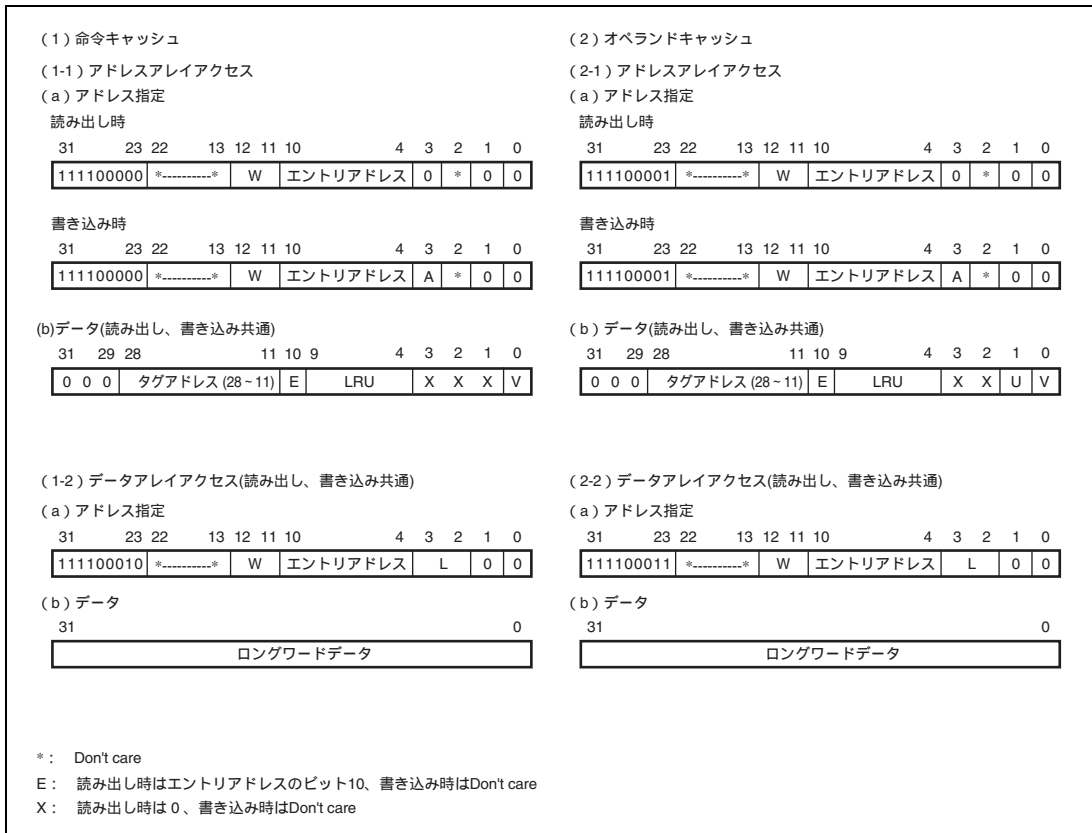 (1)命令キャッシュ
(1-1)アドレスアレイアクセス
(a)アドレス指定
読み出し時
31 23 22 13 12 11 10 4 3 2 1 0
111100000 *----------* W エントリアドレス 0 * 0 0
書き込み時
31 23 22 13 12 11 10 4 3 2 1 0
111100000 *----------* W エントリアドレス A * 0 0
(b)データ(読み出し、書き込み共通)
31 29 28 11 10 9 4 3 2 1 0
0 0 0 タグアドレス (28~11) E LRU X X X V
(1-2)データアレイアクセス(読み出し、書き込み共通)
(a)アドレス指定
31 23 22 13 12 11 10 4 3 2 1 0
111100010 *----------* W エントリアドレス L 0 0
(b)データ
31 0
ロングワードデータ
(2)オペランドキャッシュ
(2-1)アドレスアレイアクセス
(a)アドレス指定
読み出し時
31 23 22 13 12 11 10 4 3 2 1 0
111100001 *----------* W エントリアドレス 0 * 0 0
書き込み時
31 23 22 13 12 11 10 4 3 2 1 0
111100001 *----------* W エントリアドレス A * 0 0
(b)データ(読み出し、書き込み共通)
31 29 28 11 10 9 4 3 2 1 0
0 0 0 タグアドレス (28~11) E LRU X X U V
(2-2)データアレイアクセス(読み出し、書き込み共通)
(a)アドレス指定
31 23 22 13 12 11 10 4 3 2 1 0
111100011 *----------* W エントリアドレス L 0 0
(b)データ
31 0
ロングワードデータ
*: Don't care
E: 読み出し時はエントリアドレスのビット10、書き込み時はDon't care
X: 読み出し時は 0 、書き込み時はDon't care